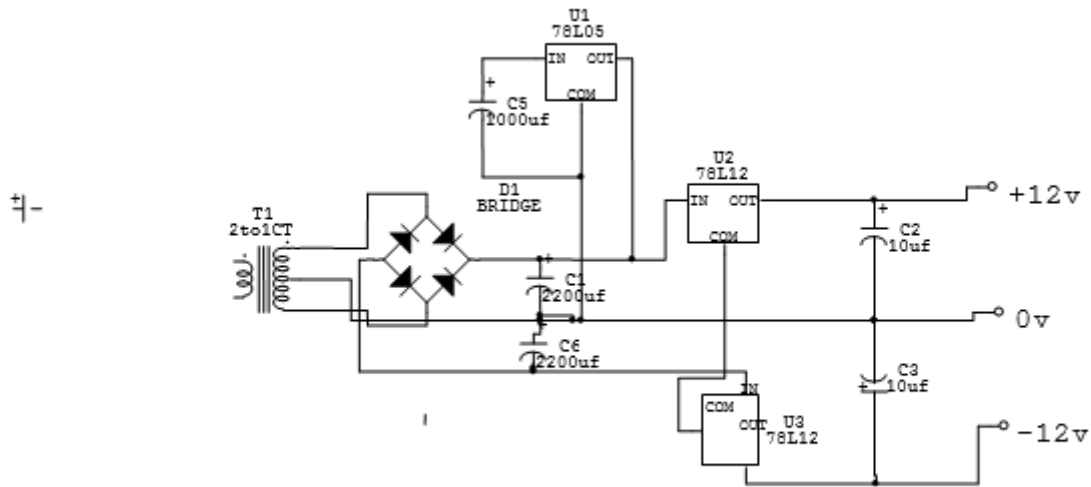 U1
78L05
IN OUT
COM
+
C5
2000uf
U2
78L12
IN OUT
COM
D1
BRIDGE
+
-
T1
2to1CT
+12v
+
C2
10uf
+
C1
2200uf
0v
+
C6
2200uf
C3
+
10uf
IN
COM
OUT
U3
78L12
-12v